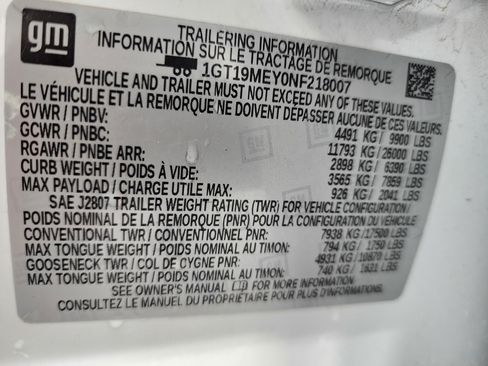 gm
TRAILERING INFORMATION
INFORMATION SUR LE TRACTAGE DE REMORQUE
1GT19MEY0NF218007
VEHICLE AND TRAILER MUST NOT EXCEED ANY OF THESE VALUES
LE VÉHICULE ET LA REMORQUE NE DOIVENT DÉPASSER AUCUNE DE CES VALEURS.
GVWR / PNBV: 4491 KG/ 9900 LBS
GCWR / PNBC: 11793 KG/26000 LBS
RGAWR / PNBE ARR: 2898 KG/ 6390 LBS
CURB WEIGHT / POIDS À VIDE: 3565 KG/ 7859 LBS
MAX PAYLOAD / CHARGE UTILE MAX: 926 KG/ 2041 LBS
SAE J2807 TRAILER WEIGHT RATING (TWR) FOR VEHICLE CONFIGURATION/
POIDS NOMINAL DE LA REMORQUE (PNR) POUR LA CONFIGURATION DU VÉHICULE
CONVENTIONAL TWR / CONVENTIONNEL PNR: 7938 KG/17500 LBS
MAX TONGUE WEIGHT / POIDS MAXIMAL AU TIMON: 794 KG/ 1750 LBS
GOOSENECK TWR / COL DE CYGNE PNR: 4931 KG/10870 LBS
MAX TONGUE WEIGHT / POIDS MAXIMAL AU TIMON: 740 KG/ 1631 LBS
SEE OWNER'S MANUAL FOR MORE INFORMATION/
CONSULTEZ LE MANUEL DU PROPRIÉTAIRE POUR PLUS D'INFORMATION.